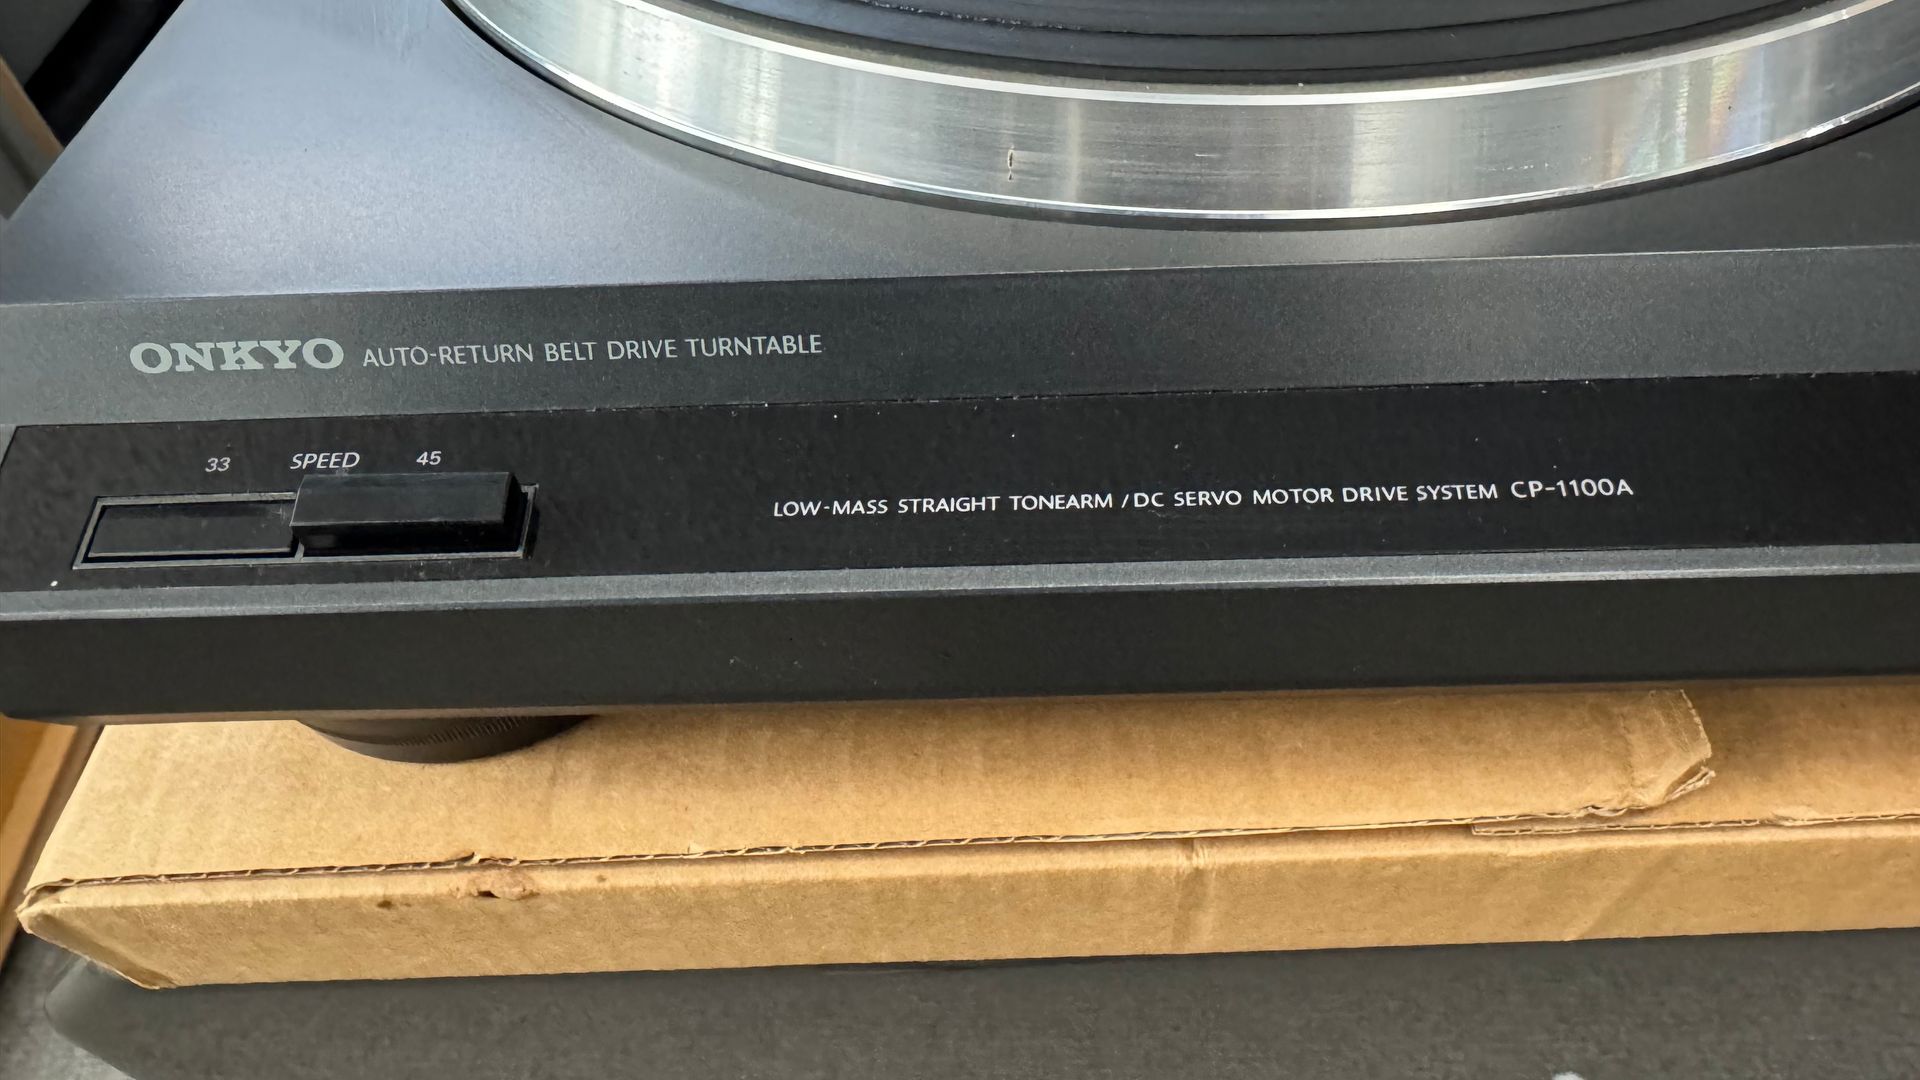 ONKYO AUTO-RETURN BELT DRIVE TURNTABLE
33 SPEED 45
LOW-MASS STRAIGHT TONEARM / DC SERVO MOTOR DRIVE SYSTEM CP-1100A